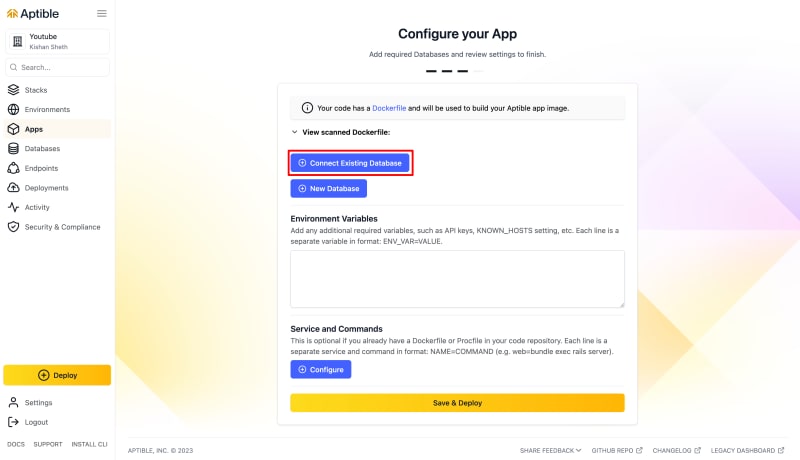 Aptible
Youtube
Kishan Sheth
Search...
Stacks
Environments
Apps
Databases
Endpoints
Deployments
Activity
Security & Compliance
Deploy
Settings
Logout
DOCS SUPPORT INSTALL CLI
Configure your App
Add required Databases and review settings to finish.
Your code has a Dockerfile and will be used to build your Aptible app image.
View scanned Dockerfile:
Connect Existing Database
New Database
Environment Variables
Add any additional required variables, such as API keys, KNOWN_HOSTS setting, etc. Each line is a
separate variable in format: ENV_VAR=VALUE.
Service and Commands
This is optional if you already have a Dockerfile or Procfile in your code repository. Each line is a
separate service and command in format: NAME=COMMAND (e.g. web=bundle exec rails server).
Configure
Save & Deploy
APTIBLE, INC. © 2023
SHARE FEEDBACK GITHUB REPO CHANGELOG LEGACY DASHBOARD